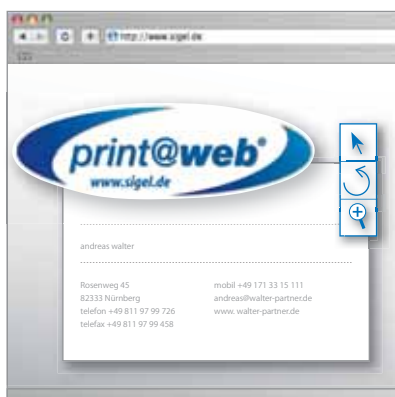 http://www.sigel.de
print@web®
www.sigel.de
andreas walter
Rosenweg 45
82333 Nürnberg
telefon +49 811 97 99 726
telefax +49 811 97 99 458
mobil +49 171 33 15 111
andreas@walter-partner.de
www. walter-partner.de